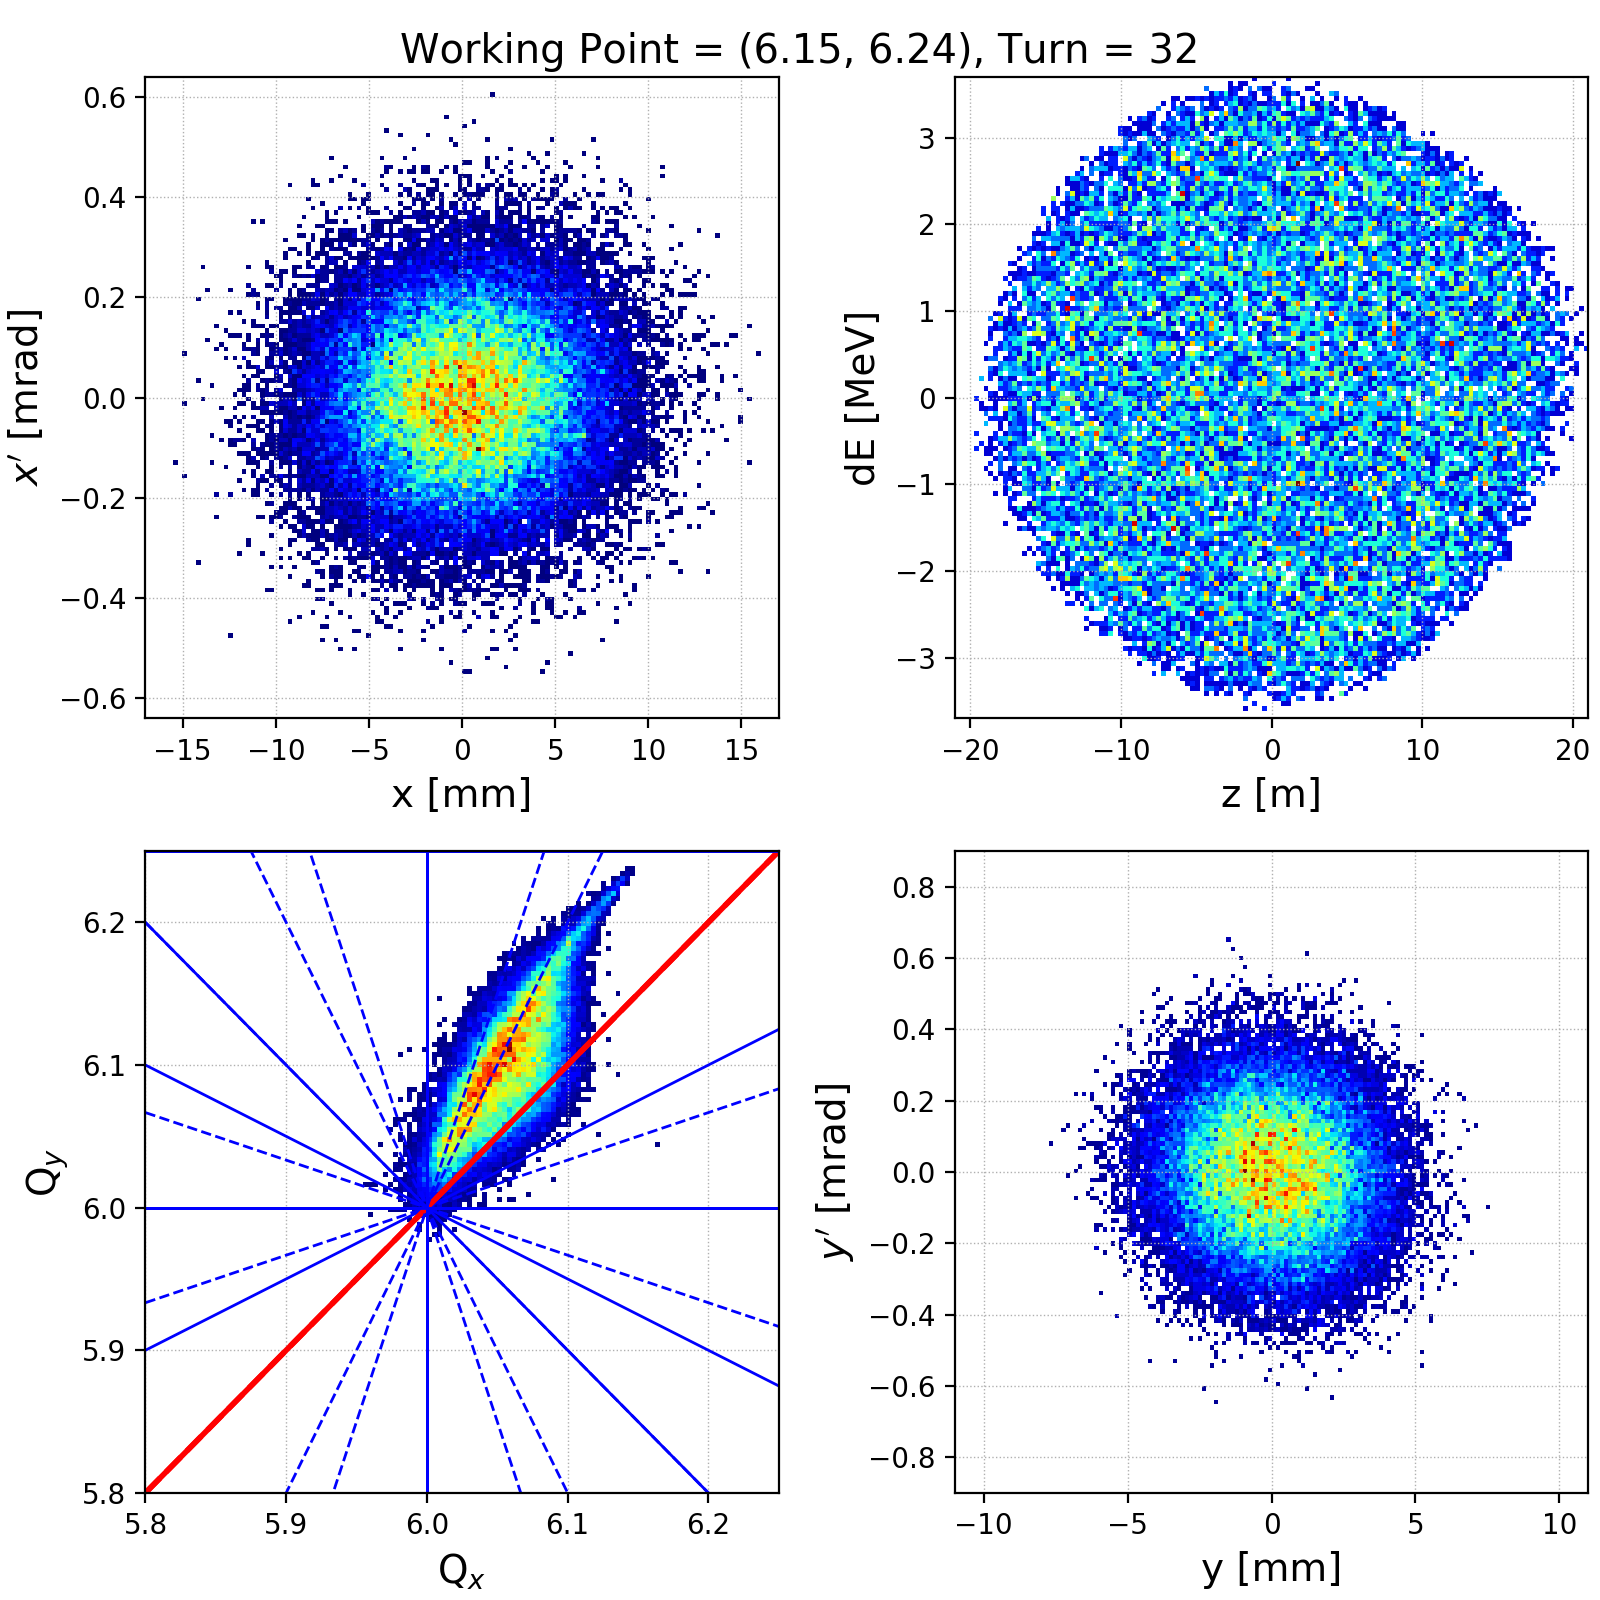 Working Point = (6.15, 6.24), Turn = 32
0.6
0.4
0.2
0.0
−0.2
−0.4
−0.6
x′ [mrad]
−15 −10 −5 0 5 10 15
x [mm]
3
2
1
0
−1
−2
−3
dE [MeV]
−20 −10 0 10 20
z [m]
6.2
6.1
6.0
5.9
5.8
Qy
5.8 5.9 6.0 6.1 6.2
Qx
0.8
0.6
0.4
0.2
0.0
−0.2
−0.4
−0.6
−0.8
y′ [mrad]
−10 −5 0 5 10
y [mm]